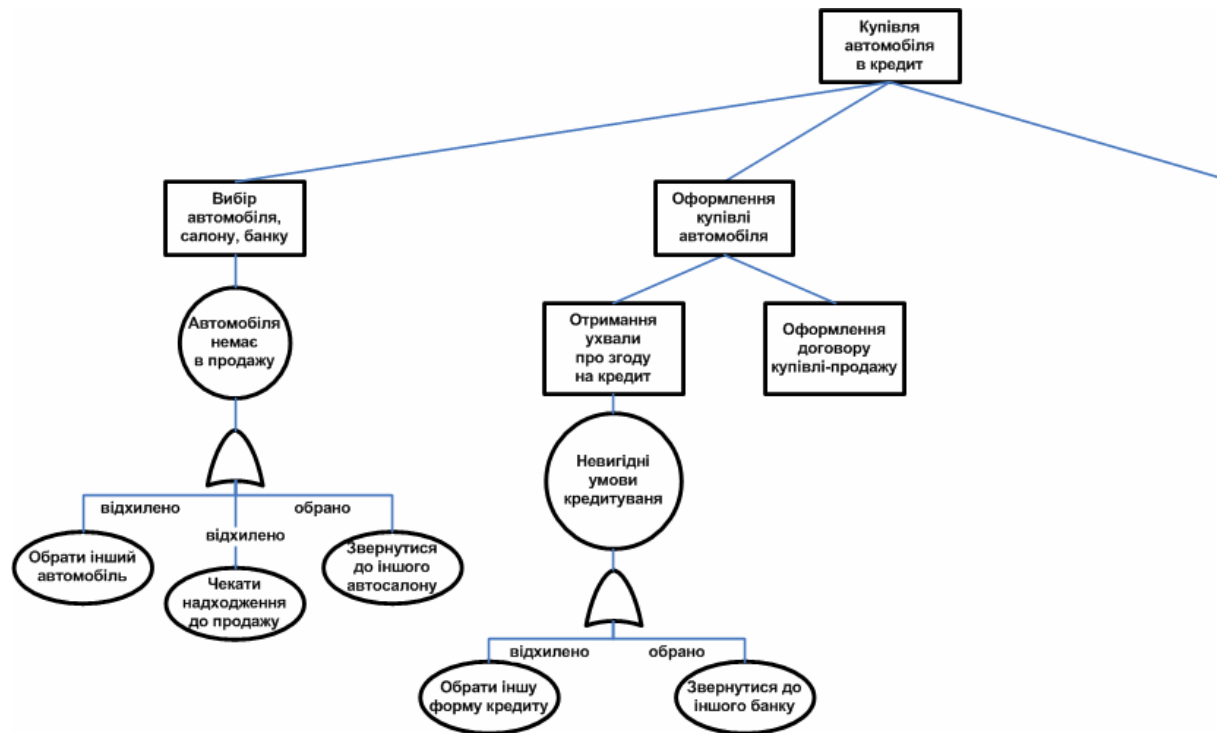 Купівля
автомобіля
в кредит
Вибір
автомобіля,
салону, банку
Оформлення
купівлі
автомобіля
Автомобіля
немає
в продажу
Отримання
ухвали
про згоду
на кредит
Оформлення
договору
купівлі-продажу
Невигідні
умови
кредитуваня
відхилено
обрано
відхилено
Обрати інший
автомобіль
Чекати
надходження
до продажу
Звернутися
до іншого
автосалону
відхилено
обрано
Обрати іншу
форму кредиту
Звернутися до
іншого банку